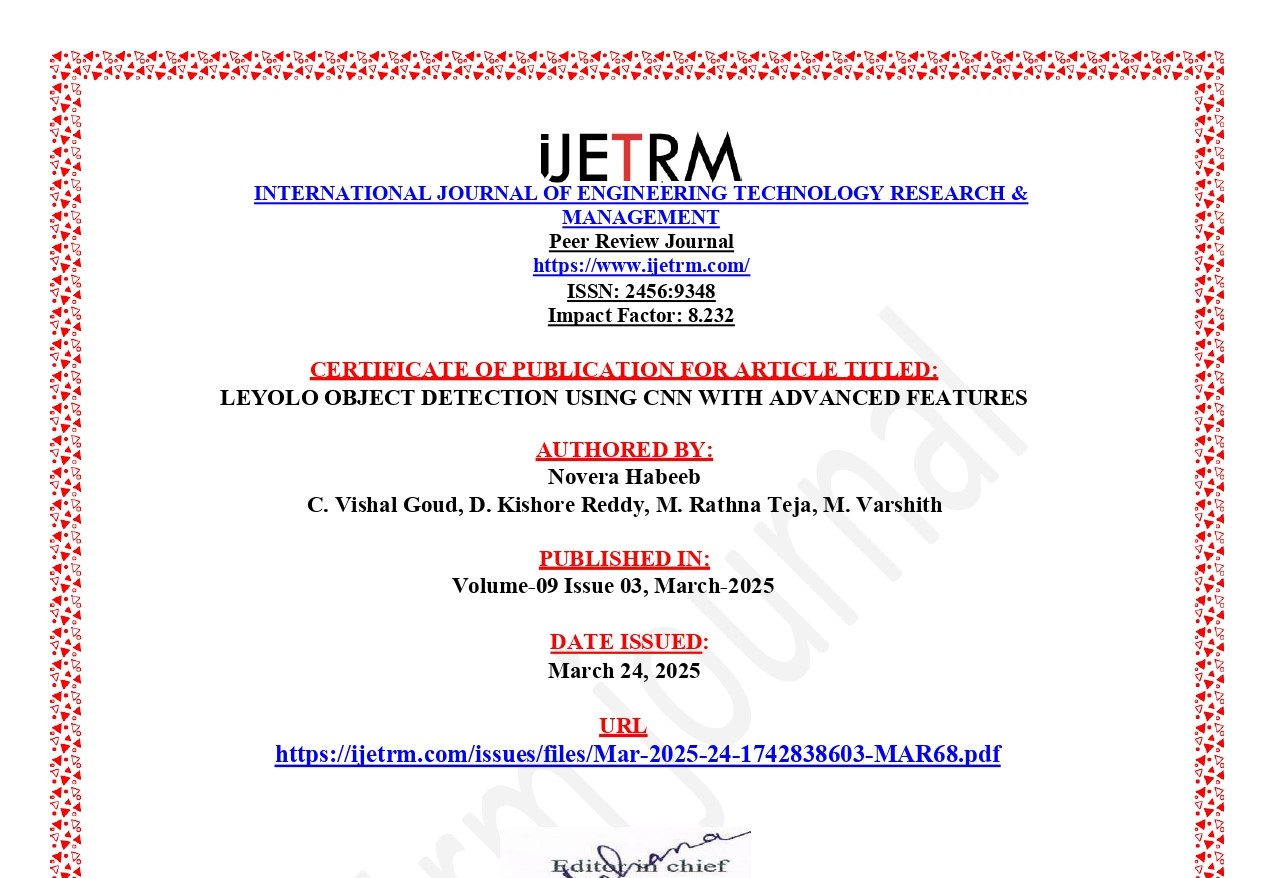 iJETRM
INTERNATIONAL JOURNAL OF ENGINEERING TECHNOLOGY RESEARCH &
MANAGEMENT
Peer Review Journal
https://www.ijetrm.com/
ISSN: 2456:9348
Impact Factor: 8.232
CERTIFICATE OF PUBLICATION FOR ARTICLE TITLED:
LEYOLO OBJECT DETECTION USING CNN WITH ADVANCED FEATURES
AUTHORED BY:
Novera Habeeb
C. Vishal Goud, D. Kishore Reddy, M. Rathna Teja, M. Varshith
PUBLISHED IN:
Volume-09 Issue 03, March-2025
DATE ISSUED:
March 24, 2025
URL
https://ijetrm.com/issues/files/Mar-2025-24-1742838603-MAR68.pdf
Editor in chief
rm Journal